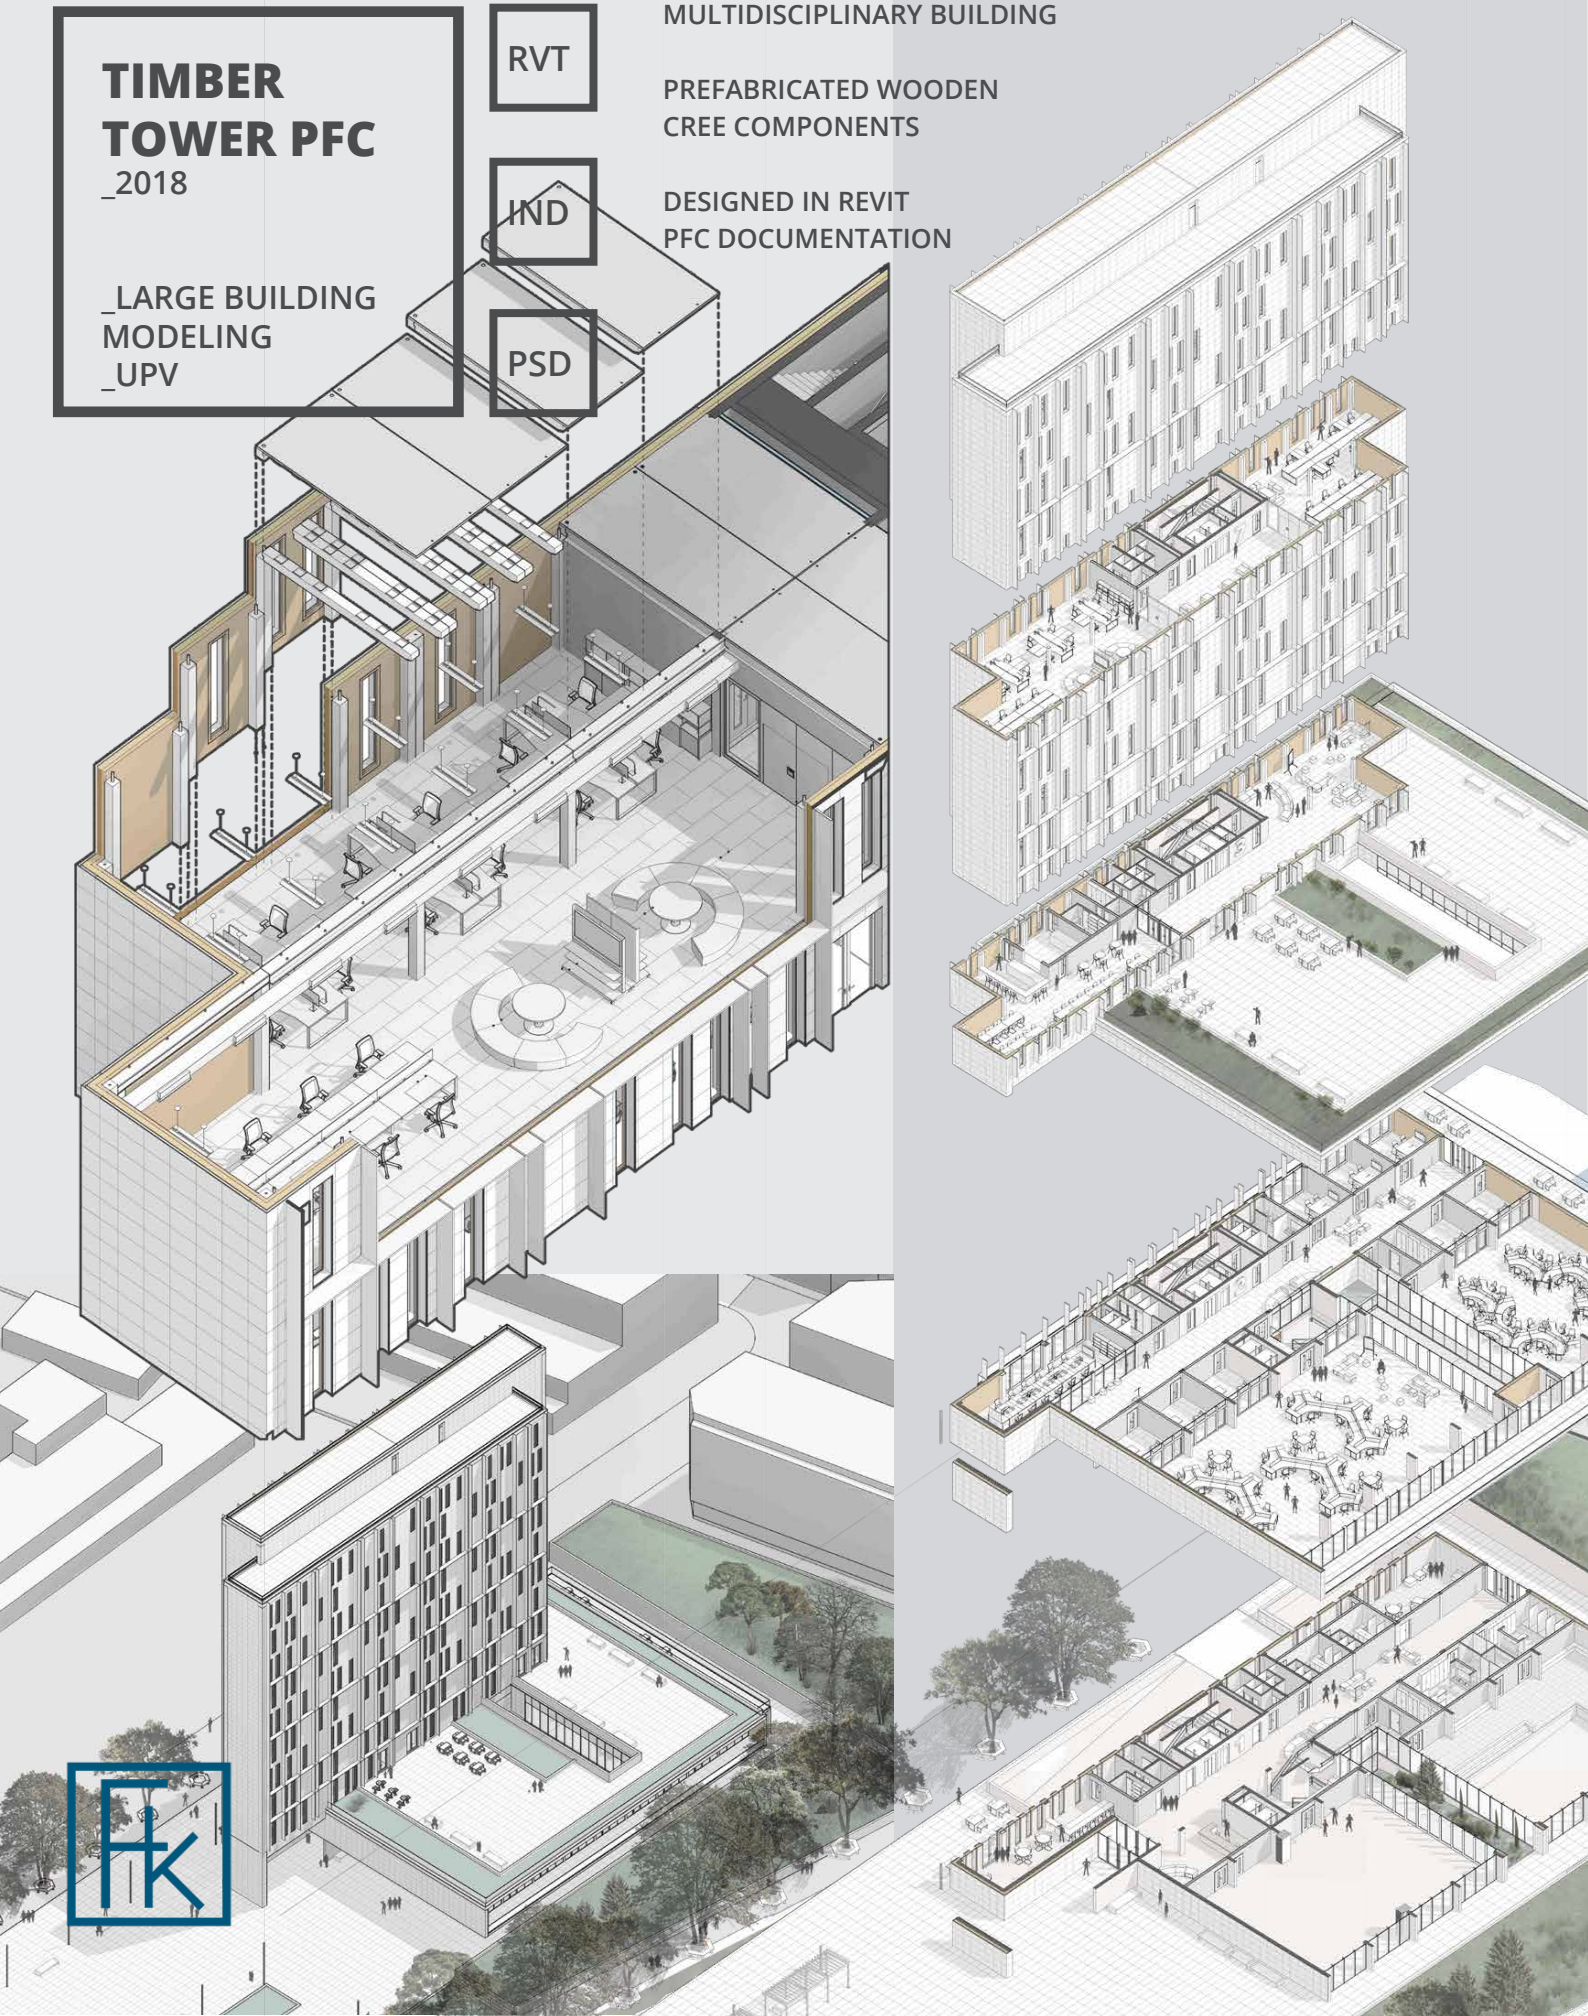 TIMBER
TOWER PFC
_2018
_LARGE BUILDING
MODELING
_UPV
RVT
IND
PSD
MULTIDISCIPLINARY BUILDING
PREFABRICATED WOODEN
CREE COMPONENTS
DESIGNED IN REVIT
PFC DOCUMENTATION